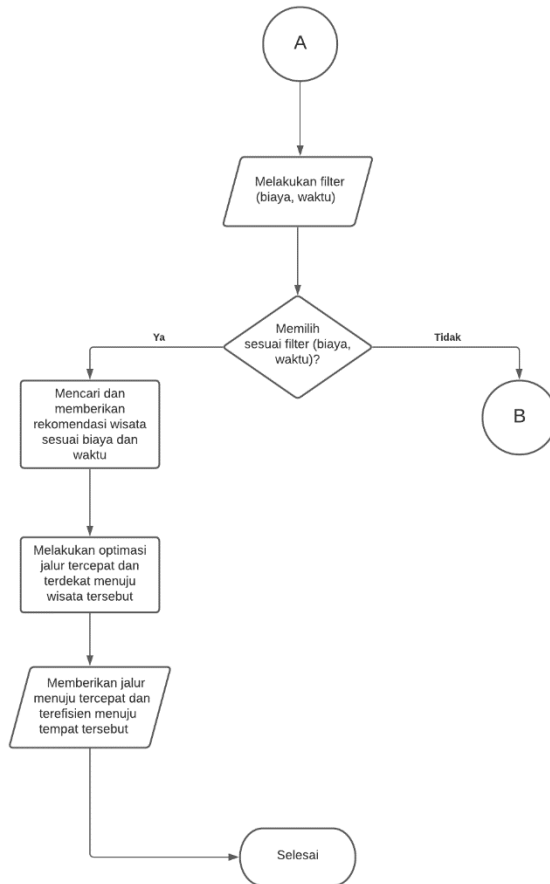 A
Melakukan filter
(biaya, waktu)
Memilih
sesuai filter (biaya,
waktu)?
Ya
Tidak
Mencari dan
memberikan
rekomendasi wisata
sesuai biaya dan
waktu
B
Melakukan optimasi
jalur tercepat dan
terdekat menuju
wisata tersebut
Memberikan jalur
menuju tercepat dan
terefisien menuju
tempat tersebut
Selesai